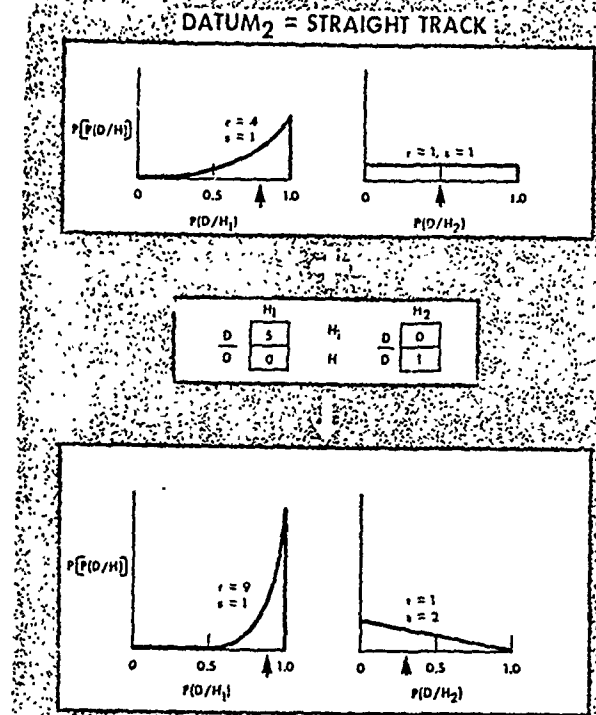 DATUM₂ = STRAIGHT TRACK
P[P(D/H)]
r = 4
s = 1
r = 1, s = 1
0 0.5 1.0
0 0.5 1.0
P(D/H₁)
P(D/H₂)
H₁ H₂
D 5 Hᵢ D 0
D 0 H D 1
P[P(D/H)]
r = 9
s = 1
r = 1
s = 2
0 0.5 1.0
0 0.5 1.0
P(D/H₁)
P(D/H₂)